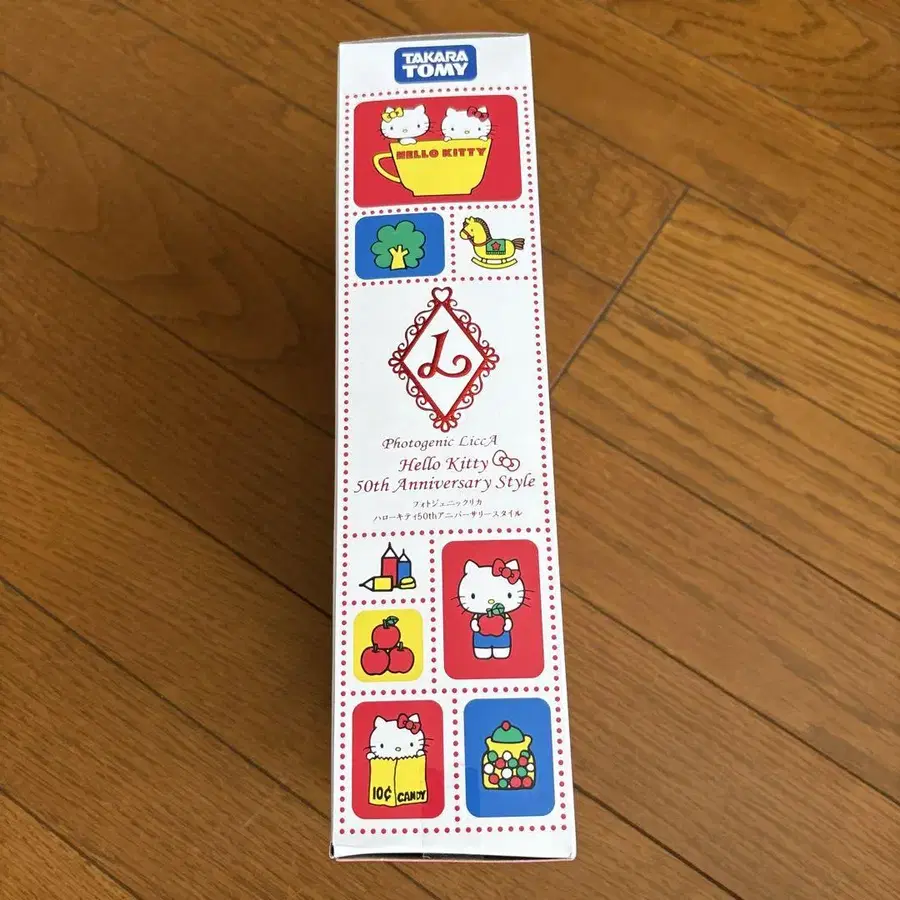 TAKARA
TOMY
HELLO KITTY
L
Photogenic LiccA
Hello Kitty
50th Anniversary Style
フォトジェニックリカ
ハローキティ50thアニバーサリースタイル
10¢ CANDY